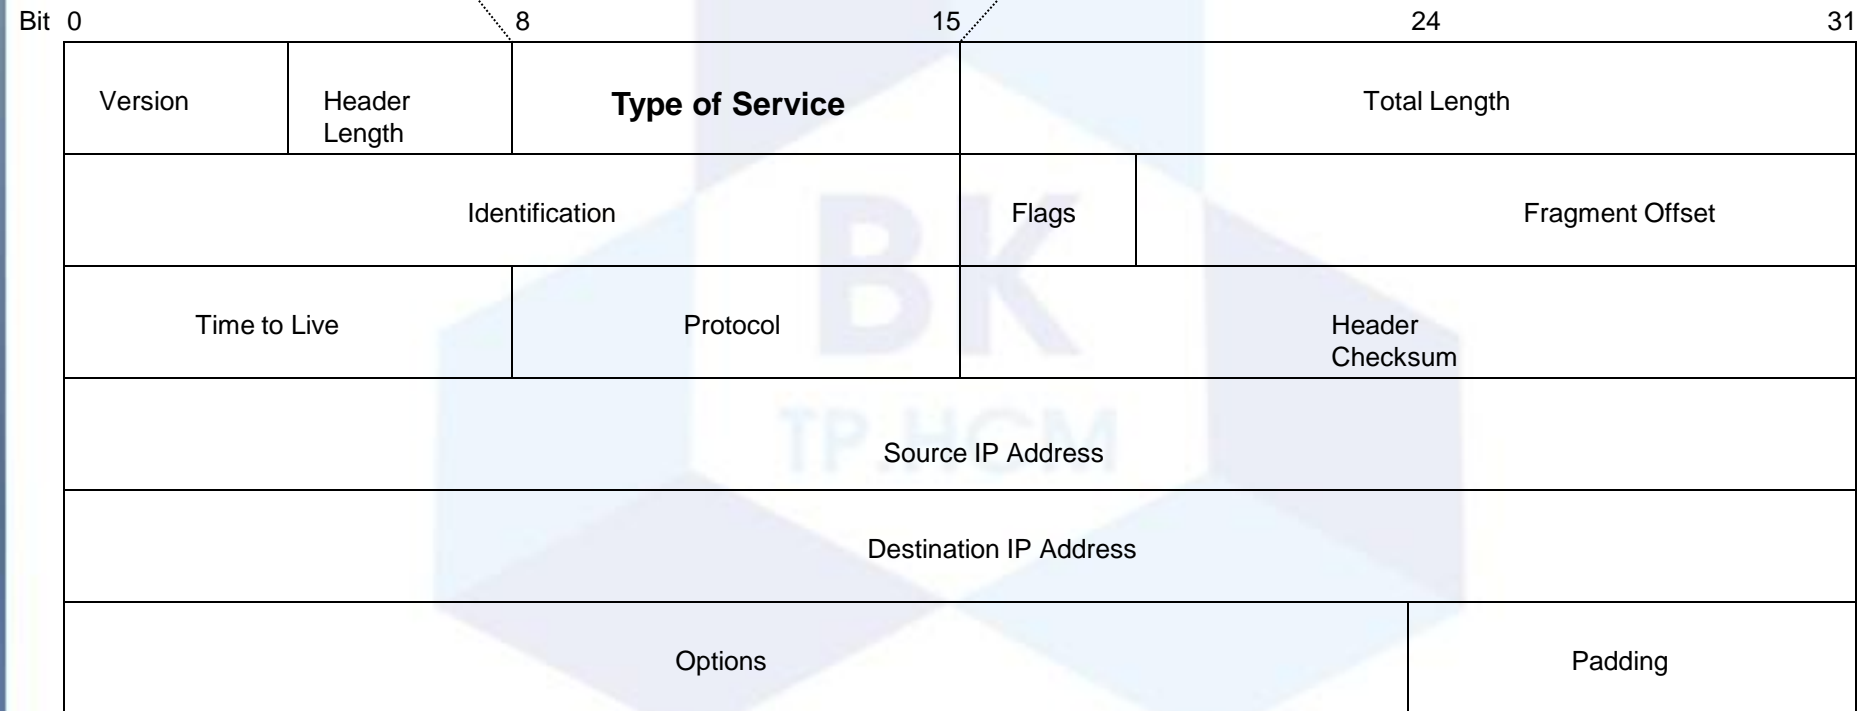 Bit 0 8 15 24 31
Version Header Length Type of Service Total Length
Identification Flags Fragment Offset
Time to Live Protocol Header Checksum
BK
TP.HCM
Source IP Address
Destination IP Address
Options Padding